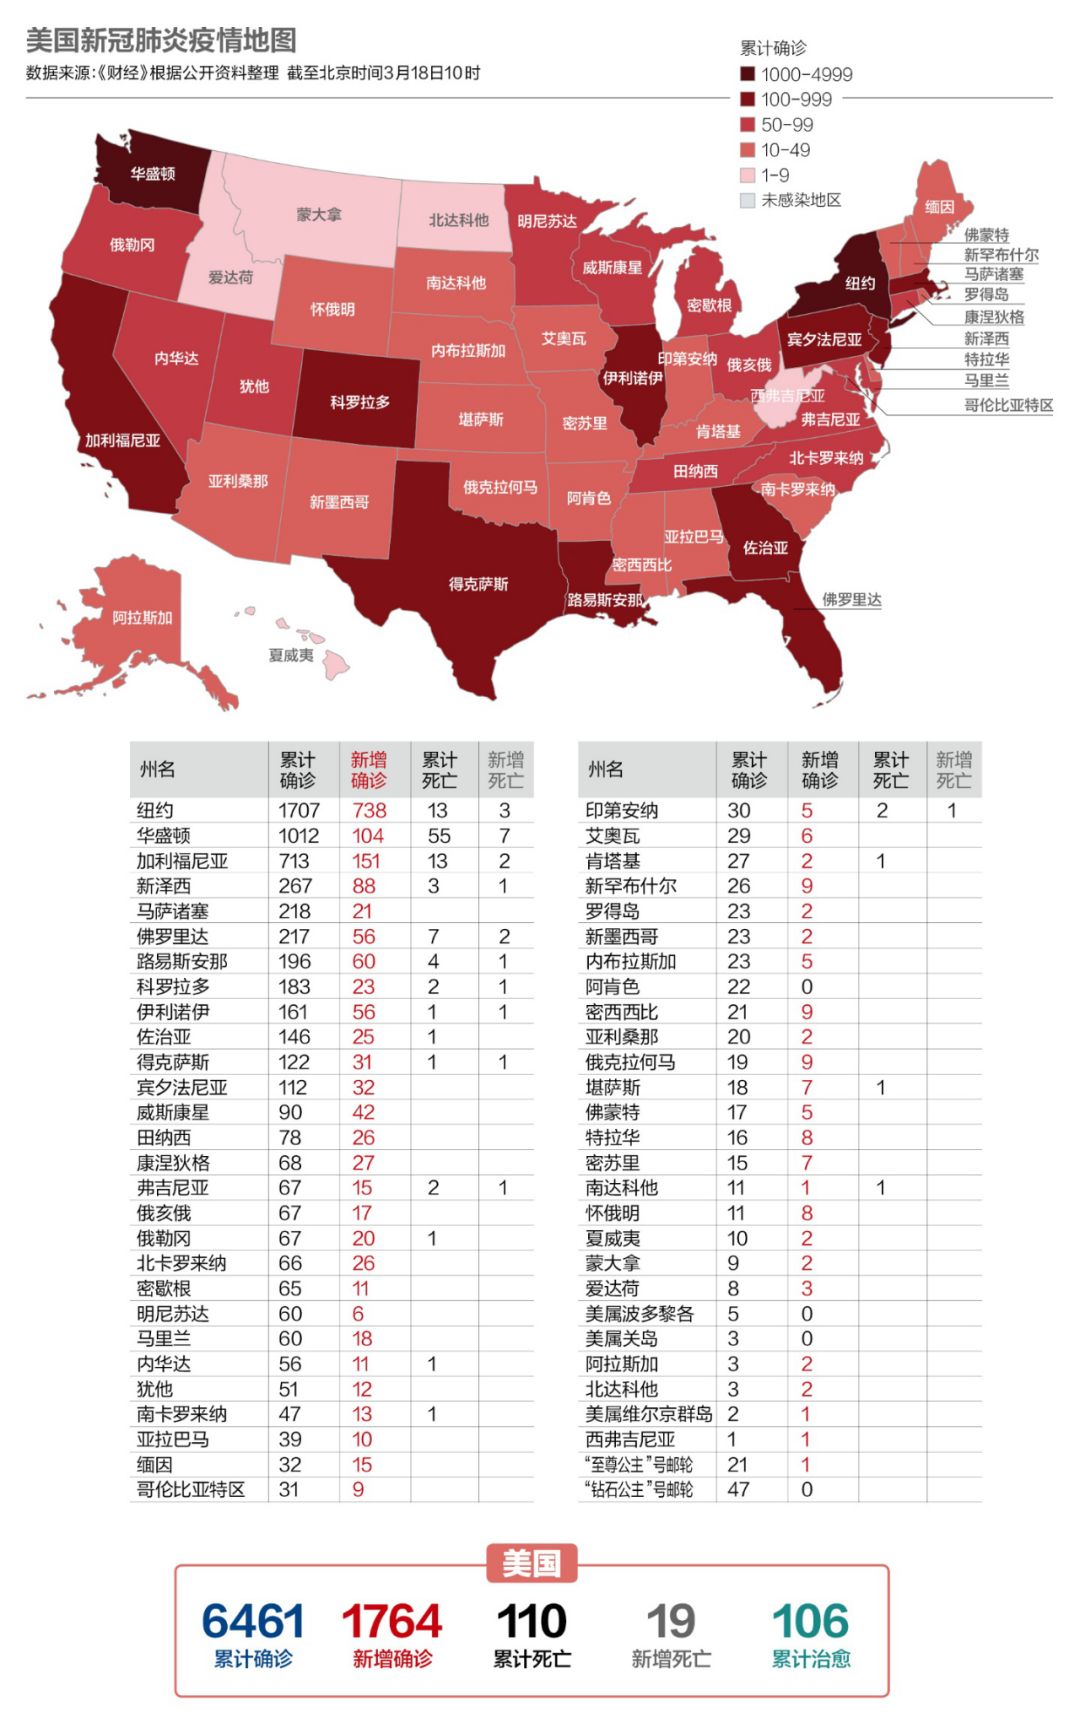 美国新冠肺炎疫情地图
数据来源:《财经》根据公开资料整理 截至北京时间3月18日10时
累计确诊
1000-4999
100-999
50-99
10-49
1-9
未感染地区
华盛顿
蒙大拿
北达科他
明尼苏达
缅因
俄勒冈
爱达荷
南达科他
威斯康星
密歇根
纽约
佛蒙特
新罕布什尔
马萨诸塞
罗得岛
康涅狄格
新泽西
特拉华
马里兰
哥伦比亚特区
怀俄明
艾奥瓦
内布拉斯加
宾夕法尼亚
内华达
犹他
科罗拉多
堪萨斯
密苏里
伊利诺伊
印第安纳
俄亥俄
西弗吉尼亚
弗吉尼亚
肯塔基
加利福尼亚
亚利桑那
新墨西哥
俄克拉何马
阿肯色
田纳西
北卡罗来纳
南卡罗来纳
亚拉巴马
密西西比
佐治亚
得克萨斯
路易斯安那
佛罗里达
阿拉斯加
夏威夷
州名 累计确诊 新增确诊 累计死亡 新增死亡
纽约 1707 738 13 3
华盛顿 1012 104 55 7
加利福尼亚 713 151 13 2
新泽西 267 88 3 1
马萨诸塞 218 21
佛罗里达 217 56 7 2
路易斯安那 196 60 4 1
科罗拉多 183 23 2 1
伊利诺伊 161 56 1 1
佐治亚 146 25 1
得克萨斯 122 31 1 1
宾夕法尼亚 112 32
威斯康星 90 42
田纳西 78 26
康涅狄格 68 27
弗吉尼亚 67 15 2 1
俄亥俄 67 17
俄勒冈 67 20 1
北卡罗来纳 66 26
密歇根 65 11
明尼苏达 60 6
马里兰 60 18
内华达 56 11 1
犹他 51 12
南卡罗来纳 47 13 1
亚拉巴马 39 10
缅因 32 15
哥伦比亚特区 31 9
州名 累计确诊 新增确诊 累计死亡 新增死亡
印第安纳 30 5 2 1
艾奥瓦 29 6
肯塔基 27 2 1
新罕布什尔 26 9
罗得岛 23 2
新墨西哥 23 2
内布拉斯加 23 5
阿肯色 22 0
密西西比 21 9
亚利桑那 20 2
俄克拉何马 19 9
堪萨斯 18 7 1
佛蒙特 17 5
特拉华 16 8
密苏里 15 7
南达科他 11 1 1
怀俄明 11 8
夏威夷 10 2
蒙大拿 9 2
爱达荷 8 3
美属波多黎各 5 0
美属关岛 3 0
阿拉斯加 3 2
北达科他 3 2
美属维尔京群岛 2 1
西弗吉尼亚 1 1
“至尊公主”号邮轮 21 1
“钻石公主”号邮轮 47 0
美国
6461 1764 110 19 106
累计确诊 新增确诊 累计死亡 新增死亡 累计治愈